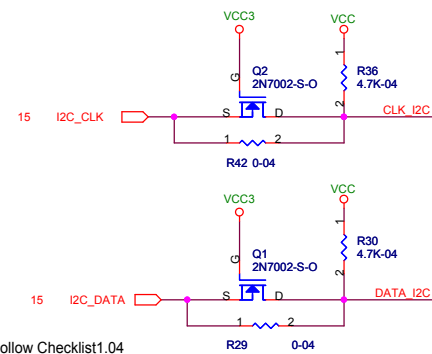 VCC3
VCC
Q2
2N7002-S-O
R36
4.7K-04
G
1
2
15
I2C_CLK
S
D
CLK_I2C
1
2
R42 0-04
VCC3
VCC
Q1
2N7002-S-O
R30
4.7K-04
G
1
2
15
I2C_DATA
S
D
DATA_I2C
1
2
R29 0-04
ollow Checklist1.04